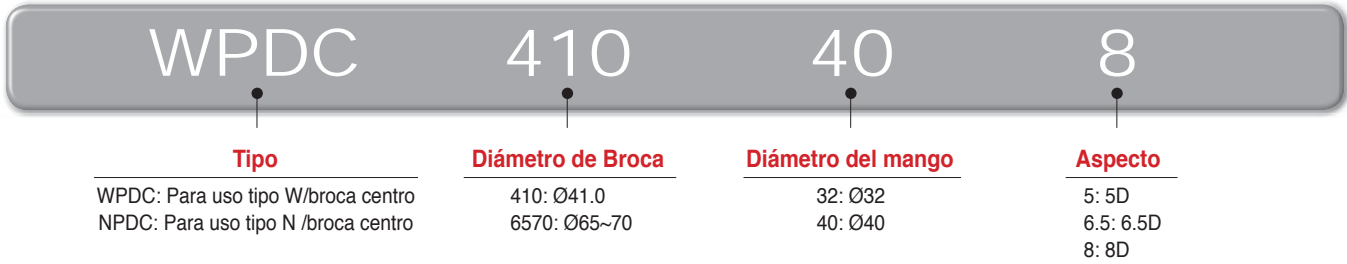 WPDC 410 40 8
Tipo Diámetro de Broca Diámetro del mango Aspecto
WPDC: Para uso tipo W/broca centro 410: Ø41.0 32: Ø32 5: 5D
NPDC: Para uso tipo N /broca centro 6570: Ø65~70 40: Ø40 6.5: 6.5D
8: 8D